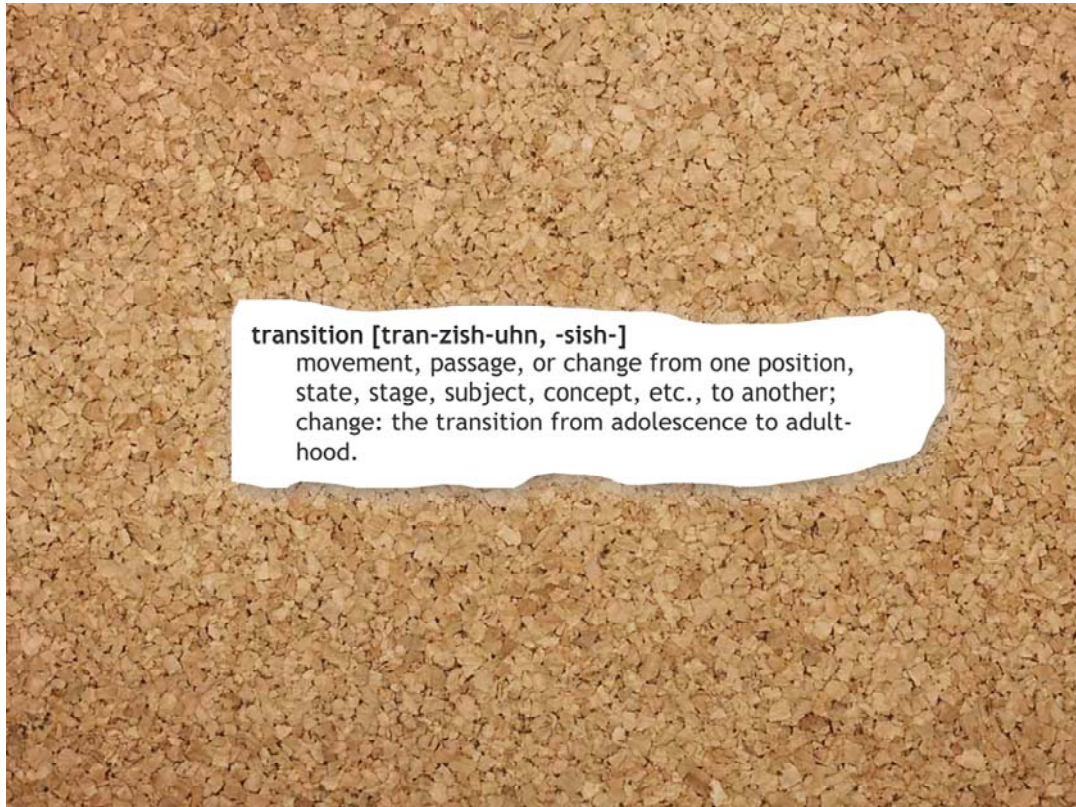 transition [tran-zish-uhn, -sish-]
movement, passage, or change from one position,
state, stage, subject, concept, etc., to another;
change: the transition from adolescence to adult-
hood.